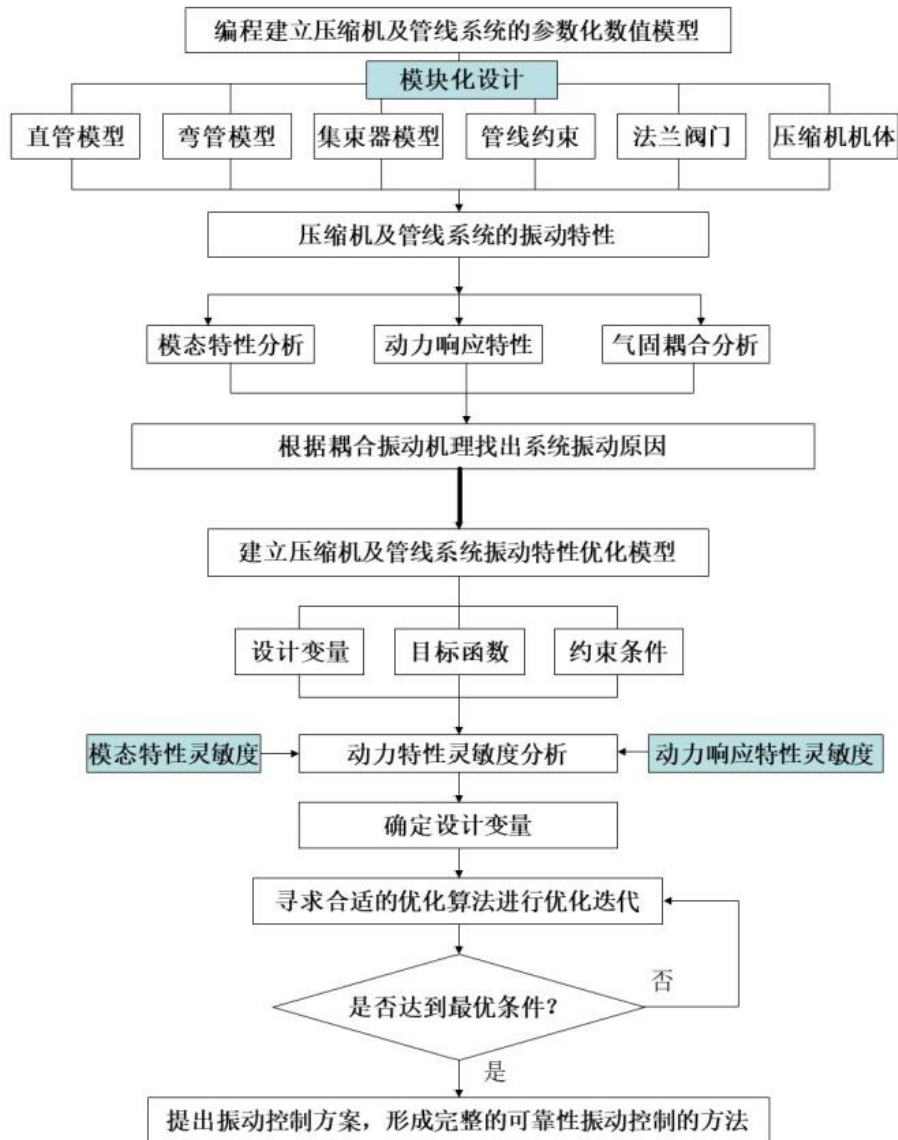 编程建立压缩机及管线系统的参数化数值模型
模块化设计
直管模型
弯管模型
集束器模型
管线约束
法兰阀门
压缩机机体
压缩机及管线系统的振动特性
模态特性分析
动力响应特性
气固耦合分析
根据耦合振动机理找出系统振动原因
建立压缩机及管线系统振动特性优化模型
设计变量
目标函数
约束条件
模态特性灵敏度
动力特性灵敏度分析
动力响应特性灵敏度
确定设计变量
寻求合适的优化算法进行优化迭代
否
是否达到最优条件？
是
提出振动控制方案，形成完整的可靠性振动控制的方法